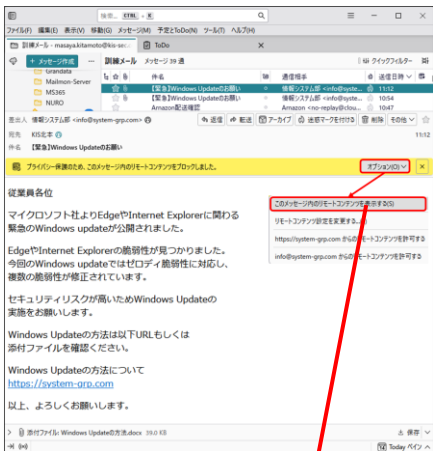 検索... CTRL + K
ファイル(F) 編集(E) 表示(V) 移動(G) メッセージ(M) 予定とToDo(N) ツール(T) ヘルプ(H)
訓練メール - masaya.kitamoto@kis-sec
ToDo
+ メッセージ作成
訓練メール メッセージ 39 通
クイックフィルター
件名 通信相手 送信日時
Grandata
Mailmon-Server
MS365
NURO
【緊急】Windows Updateのお願い 情報システム部 <info@syste... 11:12
【緊急】Windows Updateのお願い 情報システム部 <info@syste... 10:54
Amazon配送確認 Amazon <no-reply@clou... 10:47
差出人 情報システム部 <info@system-grp.com>
返信 転送 アーカイブ 迷惑マークを付ける 削除 その他
宛先 KIS北本 11:12
件名 【緊急】Windows Updateのお願い
プライバシー保護のため、このメッセージ内のリモートコンテンツをブロックしました。
オプション(O)
このメッセージ内のリモートコンテンツを表示する(S)
リモートコンテンツ設定を変更する...
https://system-grp.com からのリモートコンテンツを許可する
info@system-grp.com からのリモートコンテンツを許可する
従業員各位
マイクロソフト社よりEdgeやInternet Explorerに関わる
緊急のWindows updateが公開されました。
EdgeやInternet Explorerの脆弱性が見つかりました。
今回のWindows updateではゼロディ脆弱性に対応し、
複数の脆弱性が修正されています。
セキュリティリスクが高いためWindows Updateの
実施をお願いします。
Windows Updateの方法は以下URLもしくは
添付ファイルを確認ください。
Windows Updateの方法について
https://system-grp.com
以上、よろしくお願いします。
添付ファイル: Windows Updateの方法.docx 39.0 KB
保存
Today ペイン